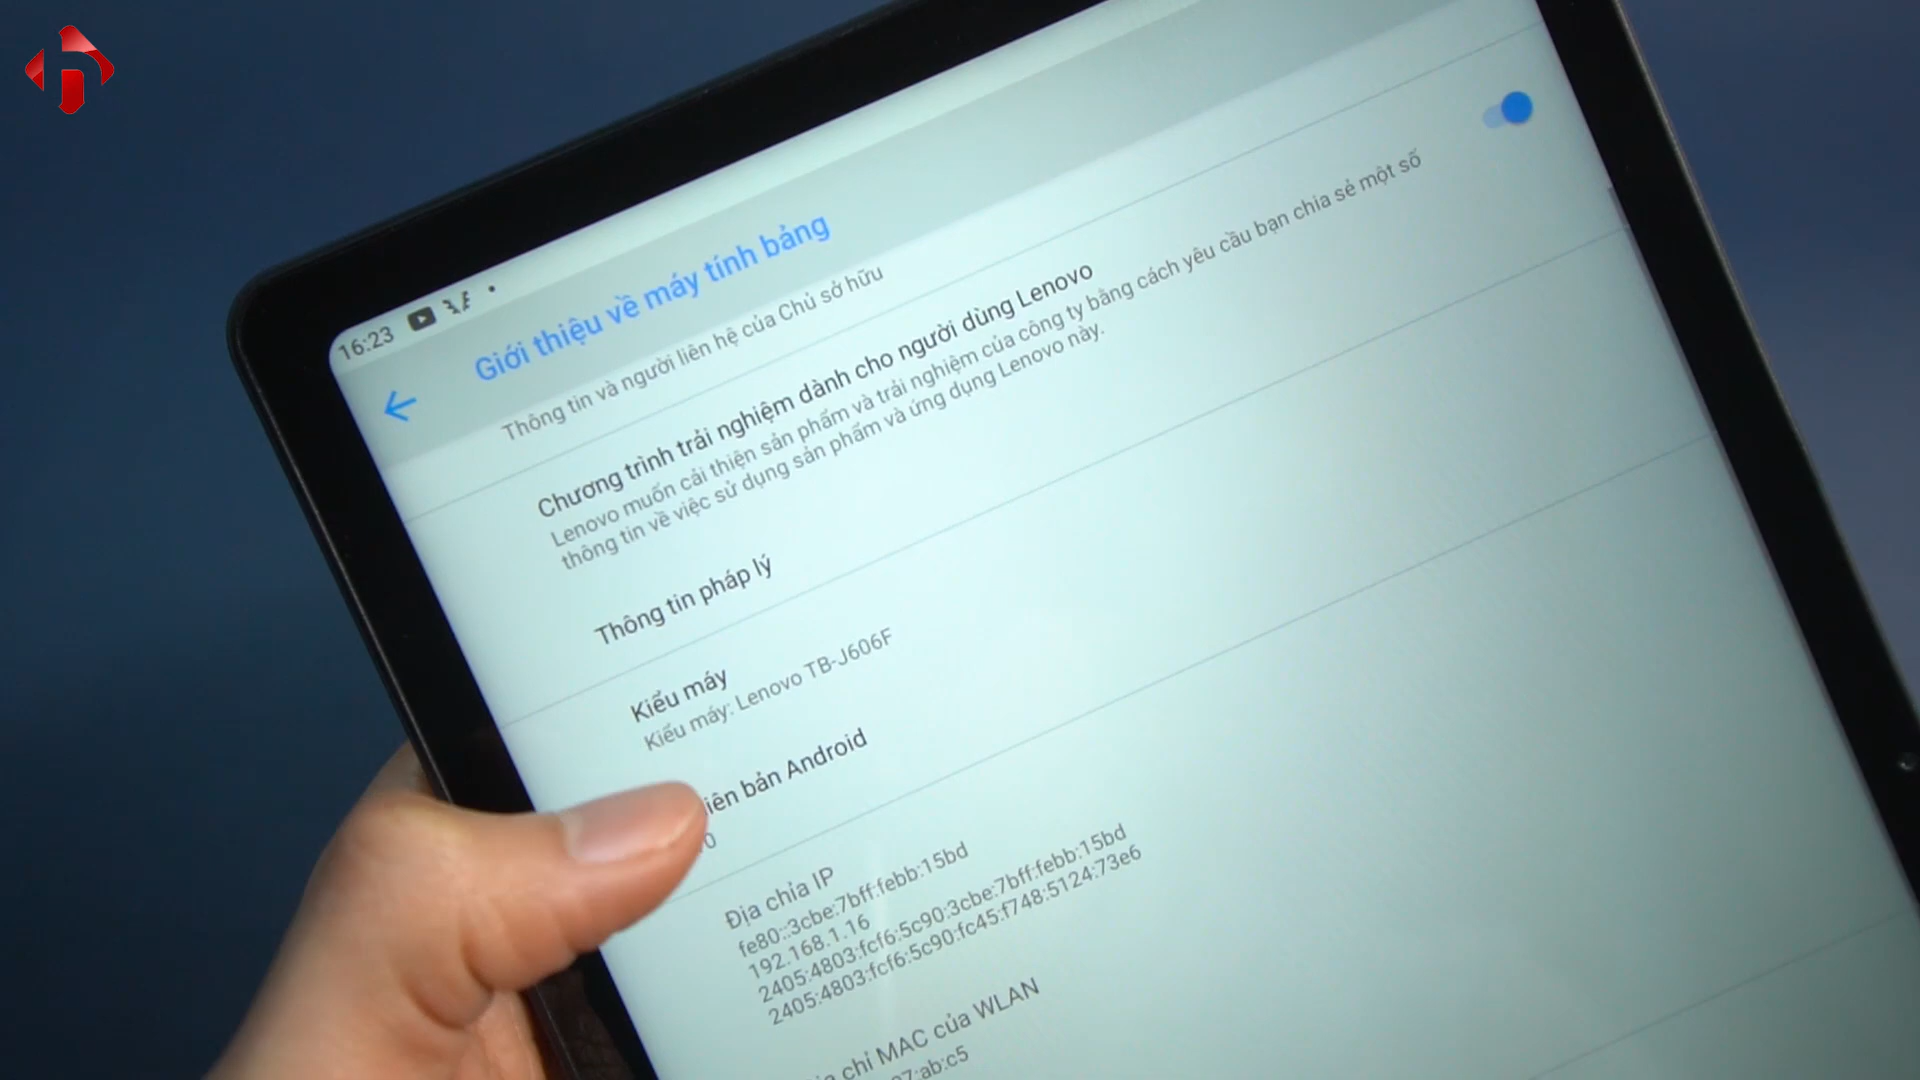 16:23
Giới thiệu về máy tính bảng
Thông tin và người liên hệ của Chủ sở hữu
Chương trình trải nghiệm dành cho người dùng Lenovo
Lenovo muốn cải thiện sản phẩm và trải nghiệm của công ty bằng cách yêu cầu bạn chia sẻ một số
thông tin về việc sử dụng sản phẩm và ứng dụng Lenovo này.
Thông tin pháp lý
Kiểu máy
Kiểu máy: Lenovo TB-J606F
bản Android
Địa chỉa IP
fe80::3cbe:7bff:febb:15bd
192.168.1.16
2405:4803:fcf6:5c90:3cbe:7bff:febb:15bd
2405:4803:fcf6:5c90:fc45:f748:5124:73e6
chỉ MAC của WLAN
:ab:c5